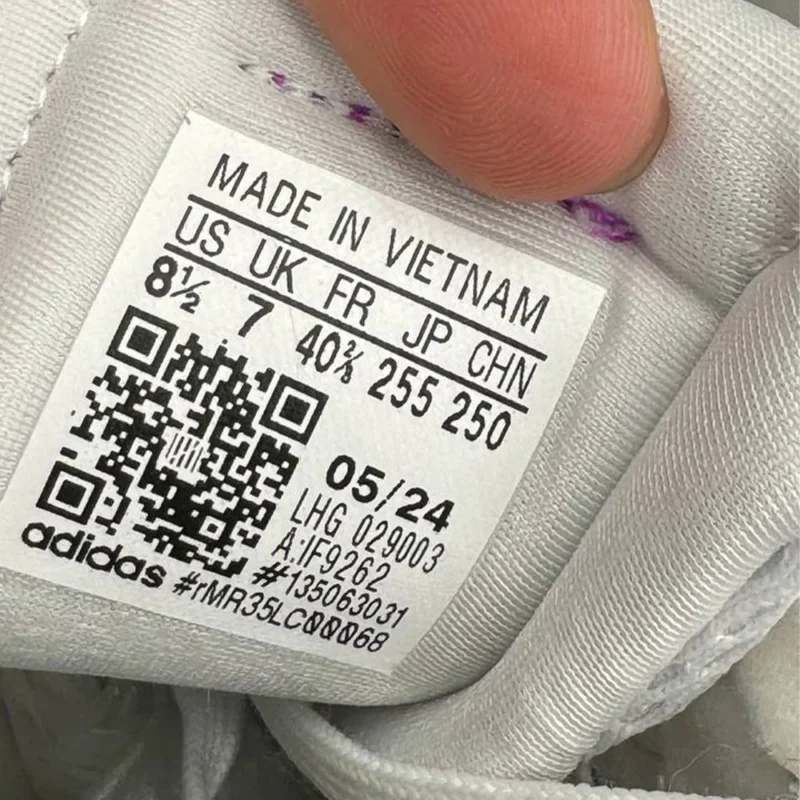 MADE IN VIETNAM
US UK FR JP CHN
8½ 7 40⅔ 255 250
05/24
LHG 029003
A:IF9262
#135063031
adidas #rMR35LC00068